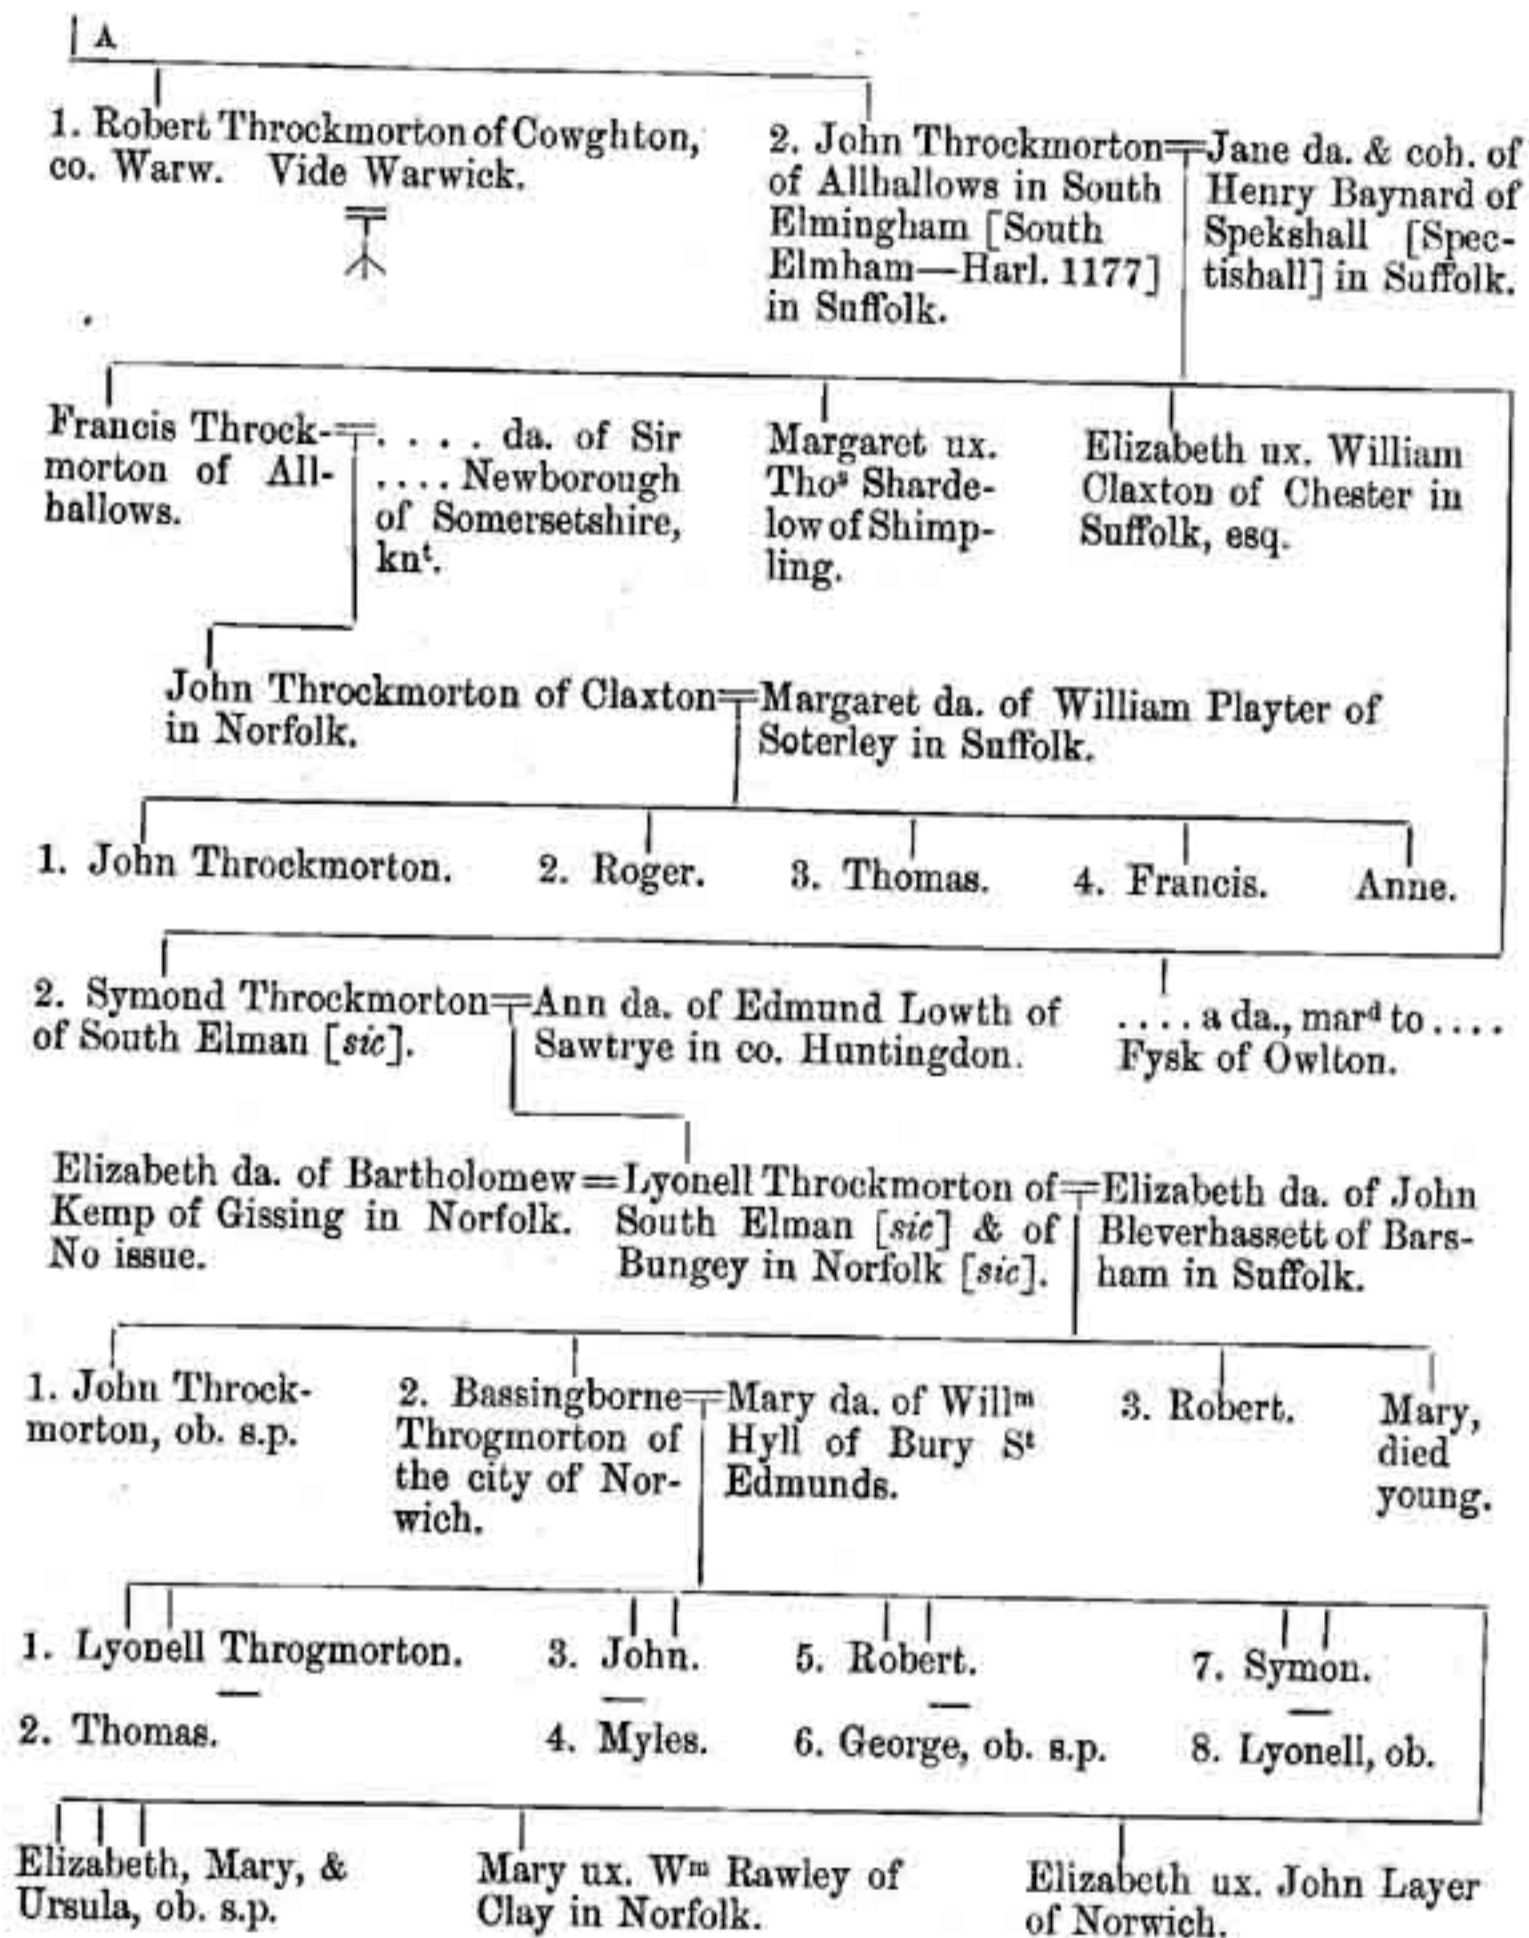 A
1. Robert Throckmorton of Cowghton,
co. Warw. Vide Warwick.
2. John Throckmorton
of Allhallows in South
Elmingham [South
Elmham—Harl. 1177]
in Suffolk.
Jane da. & coh. of
Henry Baynard of
Spekshall [Spec-
tishall] in Suffolk.
Francis Throck-
morton of All-
hallows.
. . . . da. of Sir
. . . . Newborough
of Somersetshire,
knᵗ.
Margaret ux.
Thoˢ Sharde-
low of Shimp-
ling.
Elizabeth ux. William
Claxton of Chester in
Suffolk, esq.
John Throckmorton of Claxton
in Norfolk.
Margaret da. of William Playter of
Soterley in Suffolk.
1. John Throckmorton.
2. Roger.
3. Thomas.
4. Francis.
Anne.
2. Symond Throckmorton
of South Elman [sic].
Ann da. of Edmund Lowth of
Sawtrye in co. Huntingdon.
. . . . a da., marᵈ to . . . .
Fysk of Owlton.
Elizabeth da. of Bartholomew
Kemp of Gissing in Norfolk.
No issue.
Lyonell Throckmorton of
South Elman [sic] & of
Bungey in Norfolk [sic].
Elizabeth da. of John
Bleverhassett of Bars-
ham in Suffolk.
1. John Throck-
morton, ob. s.p.
2. Bassingborne
Throgmorton of
the city of Nor-
wich.
Mary da. of Willᵐ
Hyll of Bury Sᵗ
Edmunds.
3. Robert.
Mary,
died
young.
1. Lyonell Throgmorton.
2. Thomas.
3. John.
4. Myles.
5. Robert.
6. George, ob. s.p.
7. Symon.
8. Lyonell, ob.
Elizabeth, Mary, &
Ursula, ob. s.p.
Mary ux. Wᵐ Rawley of
Clay in Norfolk.
Elizabeth ux. John Layer
of Norwich.